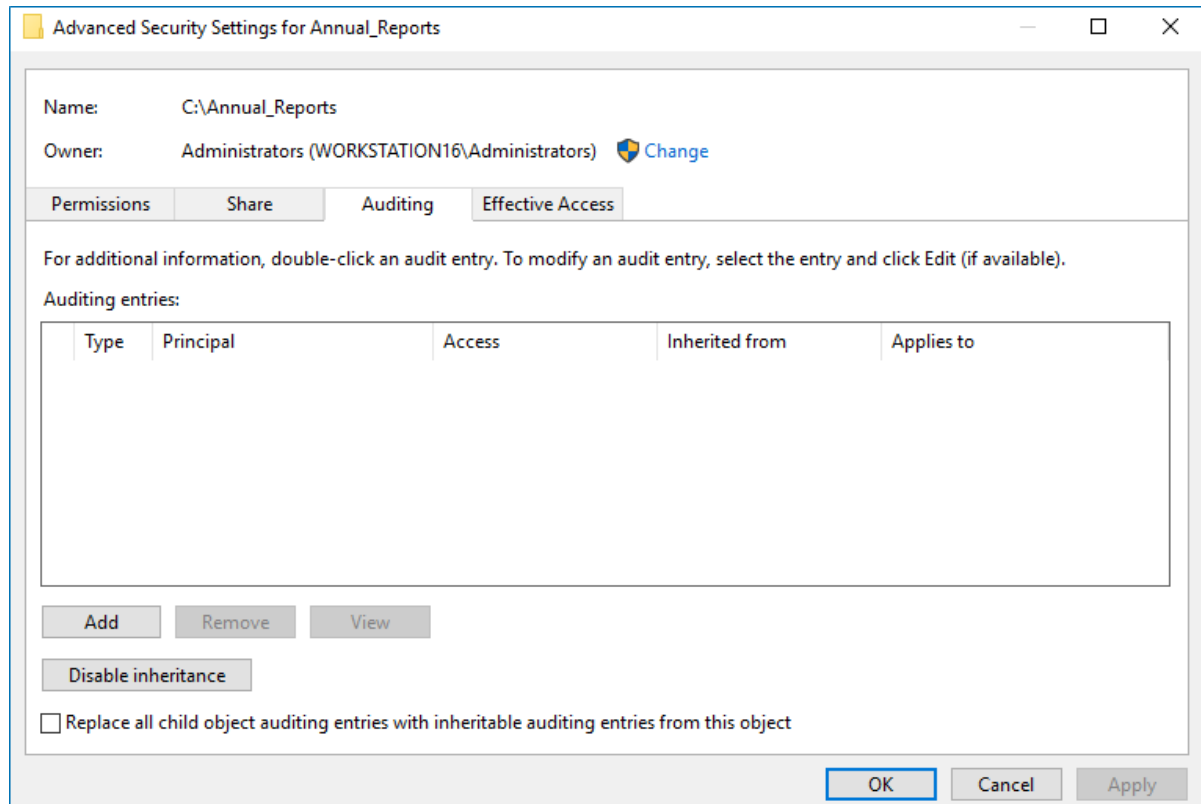 Advanced Security Settings for Annual_Reports
Name: C:\Annual_Reports
Owner: Administrators (WORKSTATION16\Administrators) Change
Permissions Share Auditing Effective Access
For additional information, double-click an audit entry. To modify an audit entry, select the entry and click Edit (if available).
Auditing entries:
Type Principal Access Inherited from Applies to
Add Remove View
Disable inheritance
Replace all child object auditing entries with inheritable auditing entries from this object
OK Cancel Apply